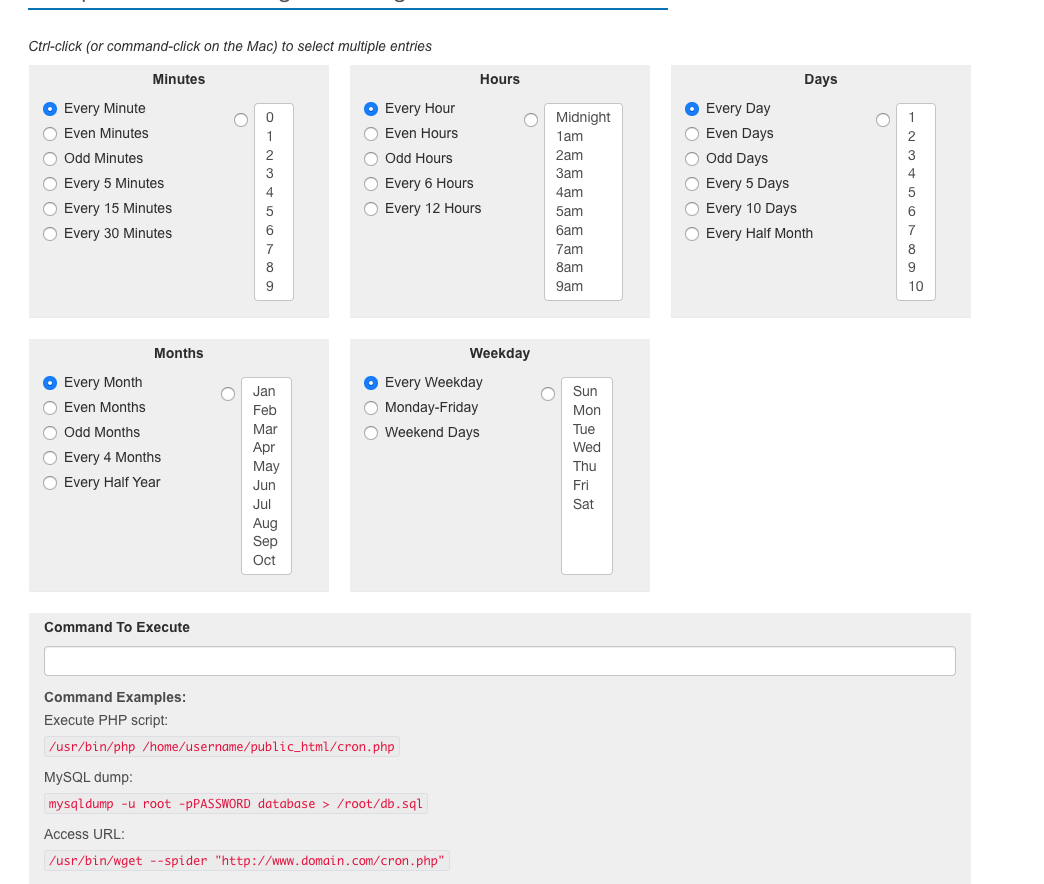 Ctrl-click (or command-click on the Mac) to select multiple entries
Minutes
Every Minute
Even Minutes
Odd Minutes
Every 5 Minutes
Every 15 Minutes
Every 30 Minutes
0
1
2
3
4
5
6
7
8
9
Hours
Every Hour
Even Hours
Odd Hours
Every 6 Hours
Every 12 Hours
Midnight
1am
2am
3am
4am
5am
6am
7am
8am
9am
Days
Every Day
Even Days
Odd Days
Every 5 Days
Every 10 Days
Every Half Month
1
2
3
4
5
6
7
8
9
10
Months
Every Month
Even Months
Odd Months
Every 4 Months
Every Half Year
Jan
Feb
Mar
Apr
May
Jun
Jul
Aug
Sep
Oct
Weekday
Every Weekday
Monday-Friday
Weekend Days
Sun
Mon
Tue
Wed
Thu
Fri
Sat
Command To Execute
Command Examples:
Execute PHP script:
/usr/bin/php /home/username/public_html/cron.php
MySQL dump:
mysqldump -u root -pPASSWORD database > /root/db.sql
Access URL:
/usr/bin/wget --spider "http://www.domain.com/cron.php"